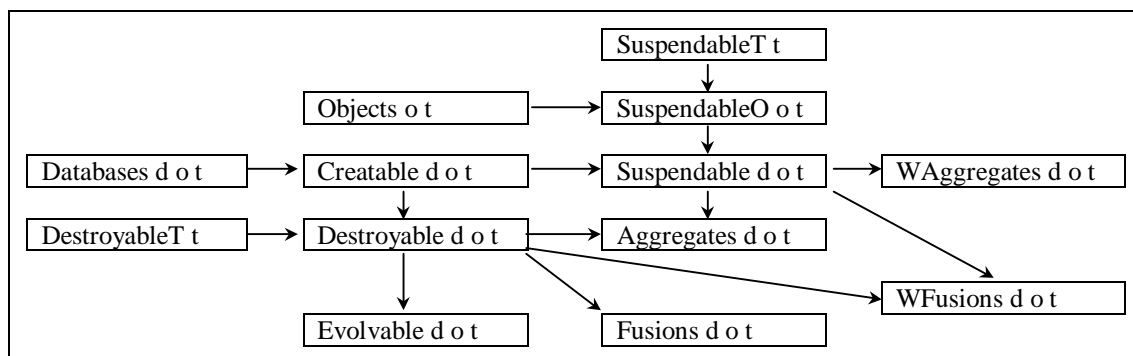 SuspendableT t
Objects o t
SuspendableO o t
Databases d o t
Creatable d o t
Suspendable d o t
WAggregates d o t
DestroyableT t
Destroyable d o t
Aggregates d o t
WFusions d o t
Evolvable d o t
Fusions d o t